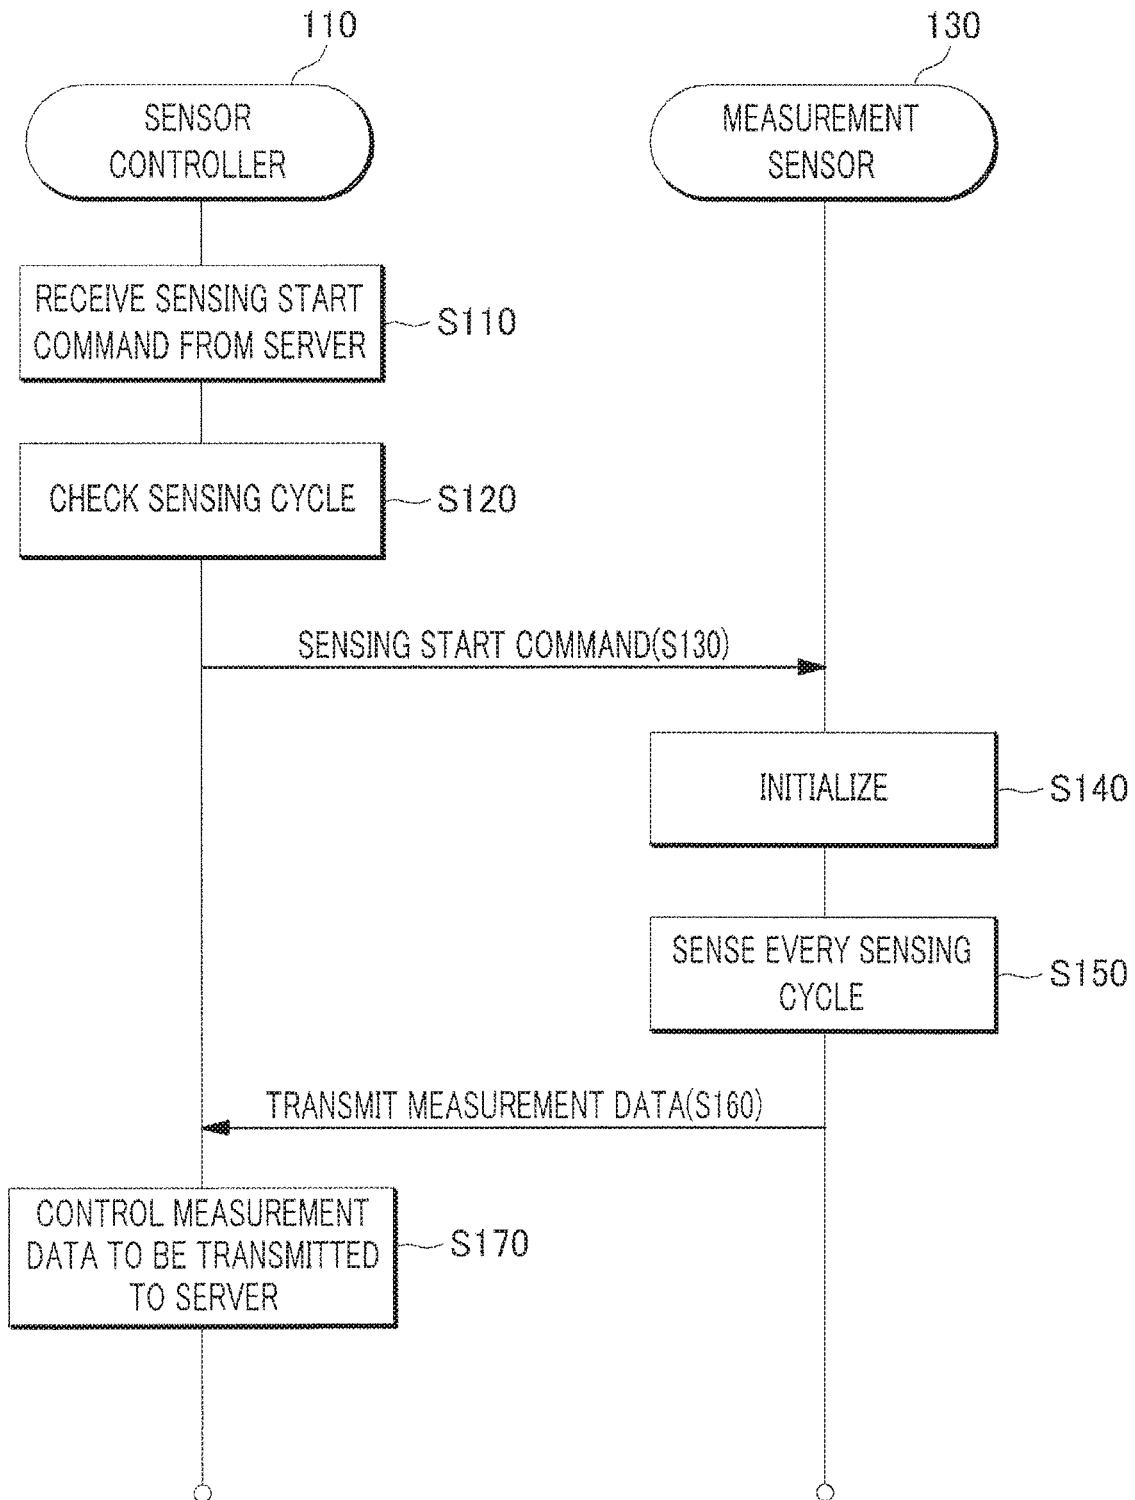 110
130
SENSOR
CONTROLLER
MEASUREMENT
SENSOR
RECEIVE SENSING START
COMMAND FROM SERVER
S110
CHECK SENSING CYCLE
S120
SENSING START COMMAND(S130)
INITIALIZE
S140
SENSE EVERY SENSING
CYCLE
S150
TRANSMIT MEASUREMENT DATA(S160)
CONTROL MEASUREMENT
DATA TO BE TRANSMITTED
TO SERVER
S170